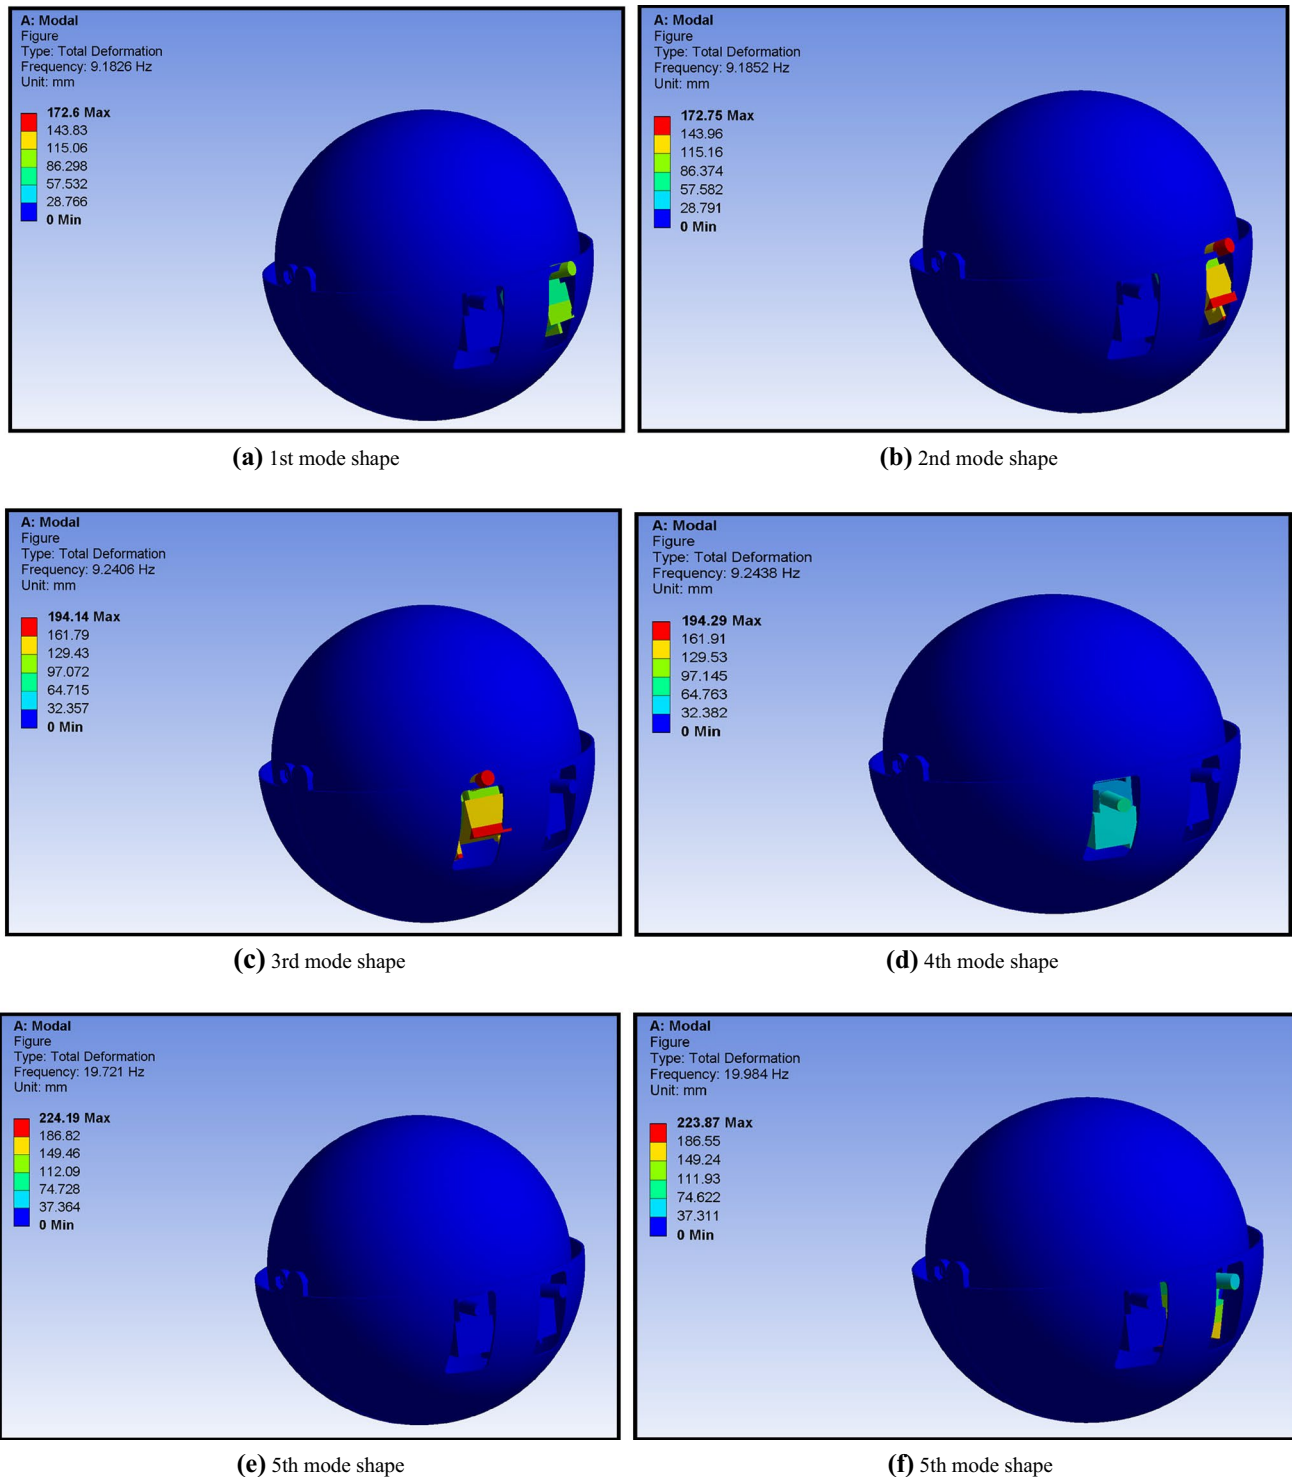 A: Modal
Figure
Type: Total Deformation
Frequency: 9.1826 Hz
Unit: mm
172.6 Max
143.83
115.06
86.298
57.532
28.766
0 Min
(a) 1st mode shape
A: Modal
Figure
Type: Total Deformation
Frequency: 9.1852 Hz
Unit: mm
172.75 Max
143.96
115.16
86.374
57.582
28.791
0 Min
(b) 2nd mode shape
A: Modal
Figure
Type: Total Deformation
Frequency: 9.2406 Hz
Unit: mm
194.14 Max
161.79
129.43
97.072
64.715
32.357
0 Min
(c) 3rd mode shape
A: Modal
Figure
Type: Total Deformation
Frequency: 9.2438 Hz
Unit: mm
194.29 Max
161.91
129.53
97.145
64.763
32.382
0 Min
(d) 4th mode shape
A: Modal
Figure
Type: Total Deformation
Frequency: 19.721 Hz
Unit: mm
224.19 Max
186.82
149.46
112.09
74.728
37.364
0 Min
(e) 5th mode shape
A: Modal
Figure
Type: Total Deformation
Frequency: 19.984 Hz
Unit: mm
223.87 Max
186.55
149.24
111.93
74.622
37.311
0 Min
(f) 5th mode shape